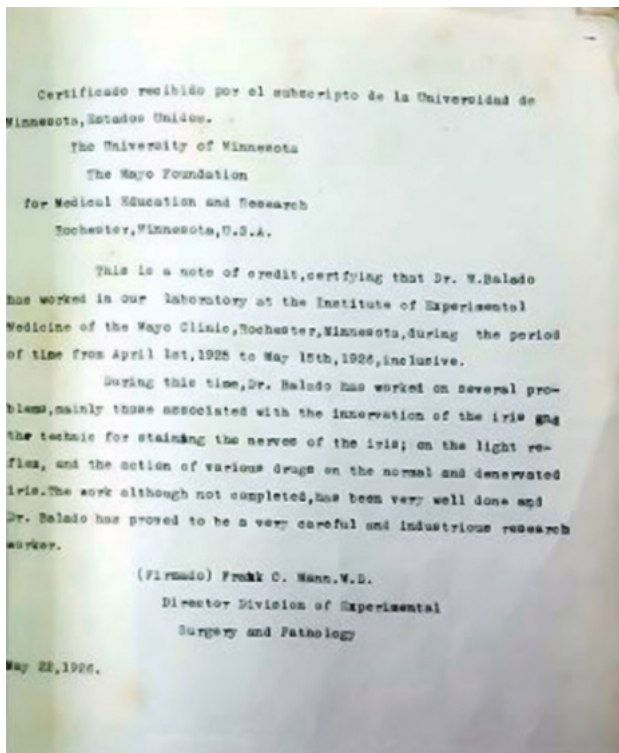 Certificado recibido por el subscripto de la Universidad de
Minnesota,Estados Unidos.
The University of Minnesota
The Mayo Foundation
for Medical Education and Research
Rochester,Minnesota,U.S.A.
This is a note of credit,certifying that Dr. M.Balado
has worked in our laboratory at the Institute of Experimental
Medicine of the Mayo Clinic,Rochester,Minnesota,during the period
of time from April 1st,1925 to May 15th,1926,inclusive.
During this time,Dr. Balado has worked on several pro-
blems,mainly those associated with the innervation of the iris and
the technic for staining the nerves of the iris; on the light re-
flex, and the action of various drugs on the normal and denervated
iris.The work although not completed,has been very well done and
Dr. Balado has proved to be a very careful and industrious research
worker.
(Firmado) Frank C. Mann.M.D.
Director Division of Experimental
Surgery and Pathology
May 22,1926.